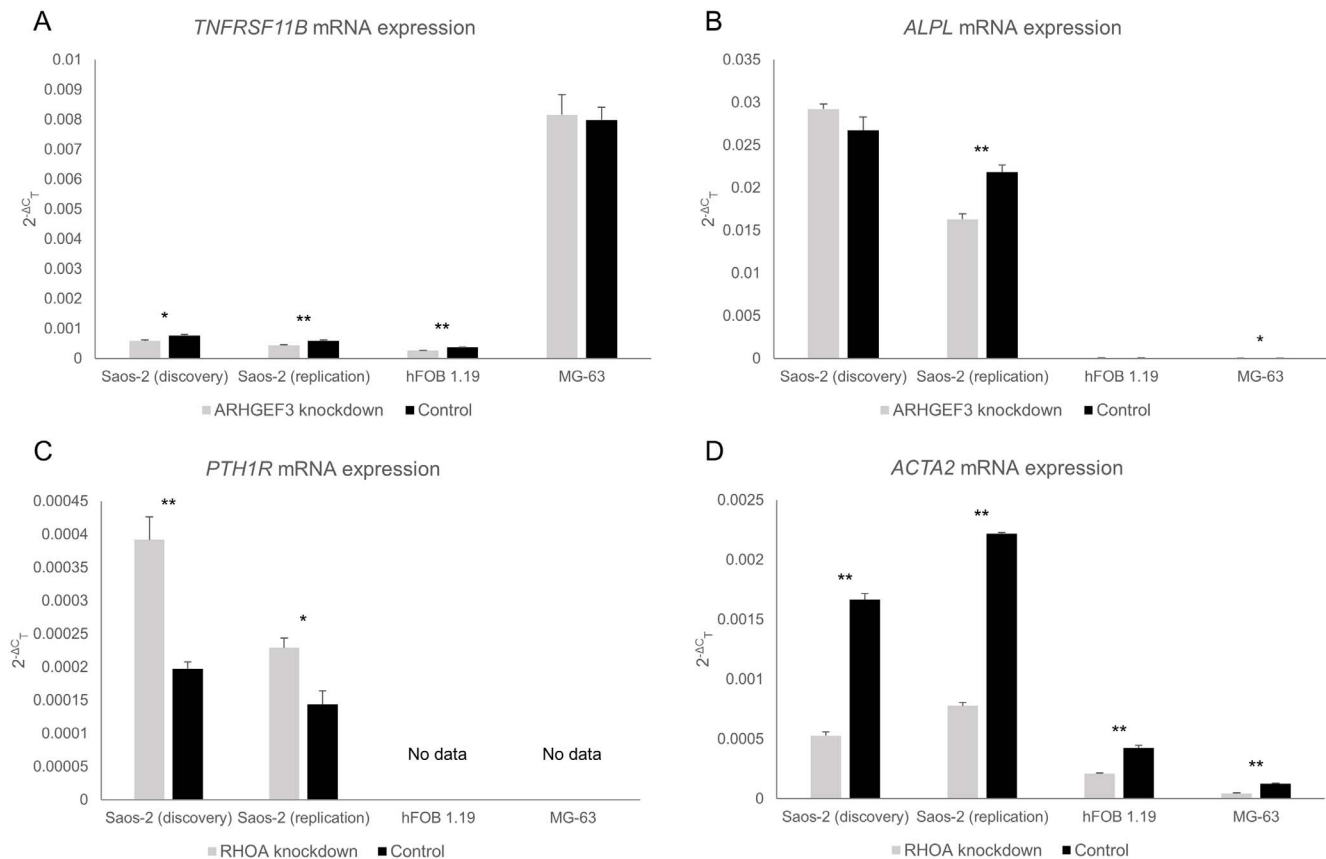 A
TNFRSF11B mRNA expression
0.01
0.009
0.008
0.007
0.006
0.005
0.004
0.003
0.002
0.001
0
2^-ΔC_T
*
**
**
Saos-2 (discovery) Saos-2 (replication) hFOB 1.19 MG-63
ARHGEF3 knockdown Control
B
ALPL mRNA expression
0.035
0.03
0.025
0.02
0.015
0.01
0.005
0
2^-ΔC_T
**
*
Saos-2 (discovery) Saos-2 (replication) hFOB 1.19 MG-63
ARHGEF3 knockdown Control
C
PTH1R mRNA expression
0.00045
0.0004
0.00035
0.0003
0.00025
0.0002
0.00015
0.0001
0.00005
0
2^-ΔC_T
**
*
No data No data
Saos-2 (discovery) Saos-2 (replication) hFOB 1.19 MG-63
RHOA knockdown Control
D
ACTA2 mRNA expression
0.0025
0.002
0.0015
0.001
0.0005
0
2^-ΔC_T
**
**
**
**
Saos-2 (discovery) Saos-2 (replication) hFOB 1.19 MG-63
RHOA knockdown Control